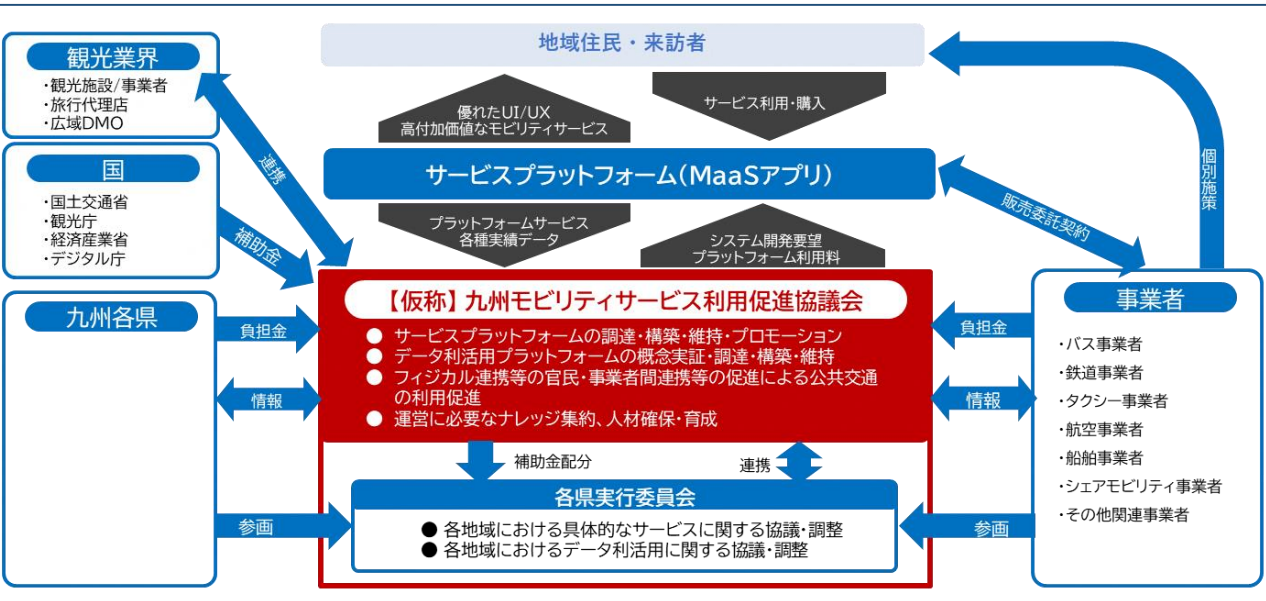 地域住民・来訪者
観光業界
・観光施設/事業者
・旅行代理店
・広域DMO
優れたUI/UX
高付加価値なモビリティサービス
サービス利用・購入
連携
個別施策
国
・国土交通省
・観光庁
・経済産業省
・デジタル庁
補助金
サービスプラットフォーム(MaaSアプリ)
販売委託契約
プラットフォームサービス
各種実績データ
システム開発要望
プラットフォーム利用料
九州各県
負担金
情報
参画
【仮称】九州モビリティサービス利用促進協議会
● サービスプラットフォームの調達・構築・維持・プロモーション
● データ利活用プラットフォームの概念実証・調達・構築・維持
● フィジカル連携等の官民・事業者間連携等の促進による公共交通
の利用促進
● 運営に必要なナレッジ集約、人材確保・育成
補助金配分
連携
各県実行委員会
● 各地域における具体的なサービスに関する協議・調整
● 各地域におけるデータ利活用に関する協議・調整
負担金
情報
参画
事業者
・バス事業者
・鉄道事業者
・タクシー事業者
・航空事業者
・船舶事業者
・シェアモビリティ事業者
・その他関連事業者